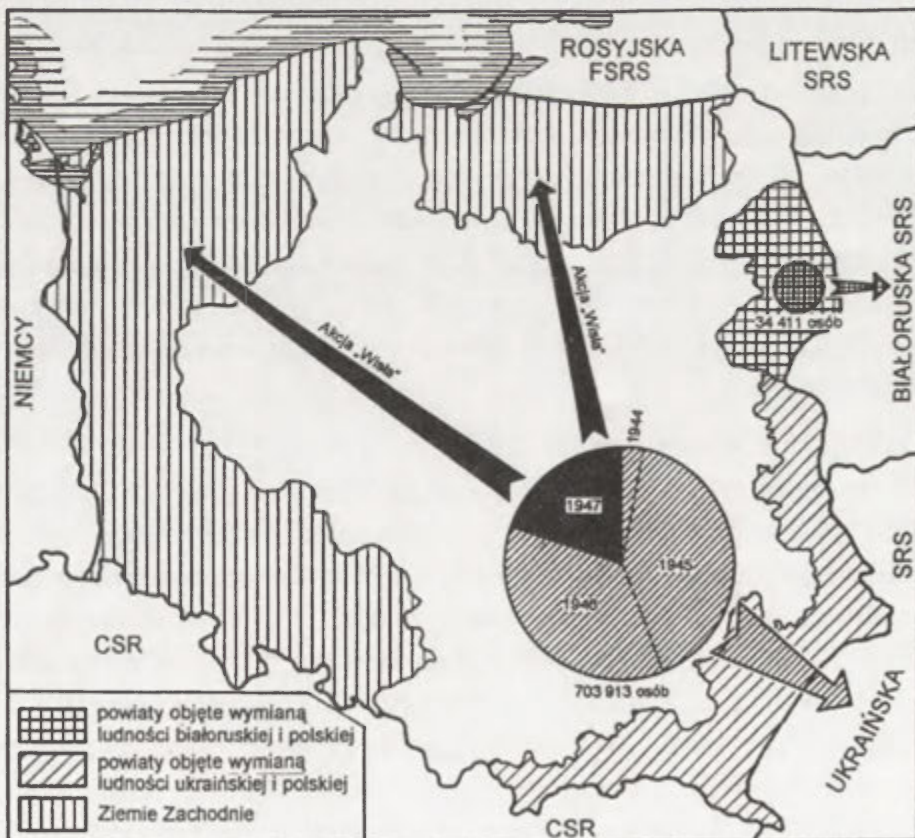 ROSYJSKA
FSRS
LITEWSKA
SRS
BIAŁORUSKA SRS
34 411 osób
NIEMCY
Akcja „Wisła"
Akcja „Wisła"
1944
1947
1945
1946
703 913 osób
SRS
UKRAIŃSKA
CSR
CSR
powiaty objęte wymianą
ludności białoruskiej i polskiej
powiaty objęte wymianą
ludności ukraińskiej i polskiej
Ziemie Zachodnie